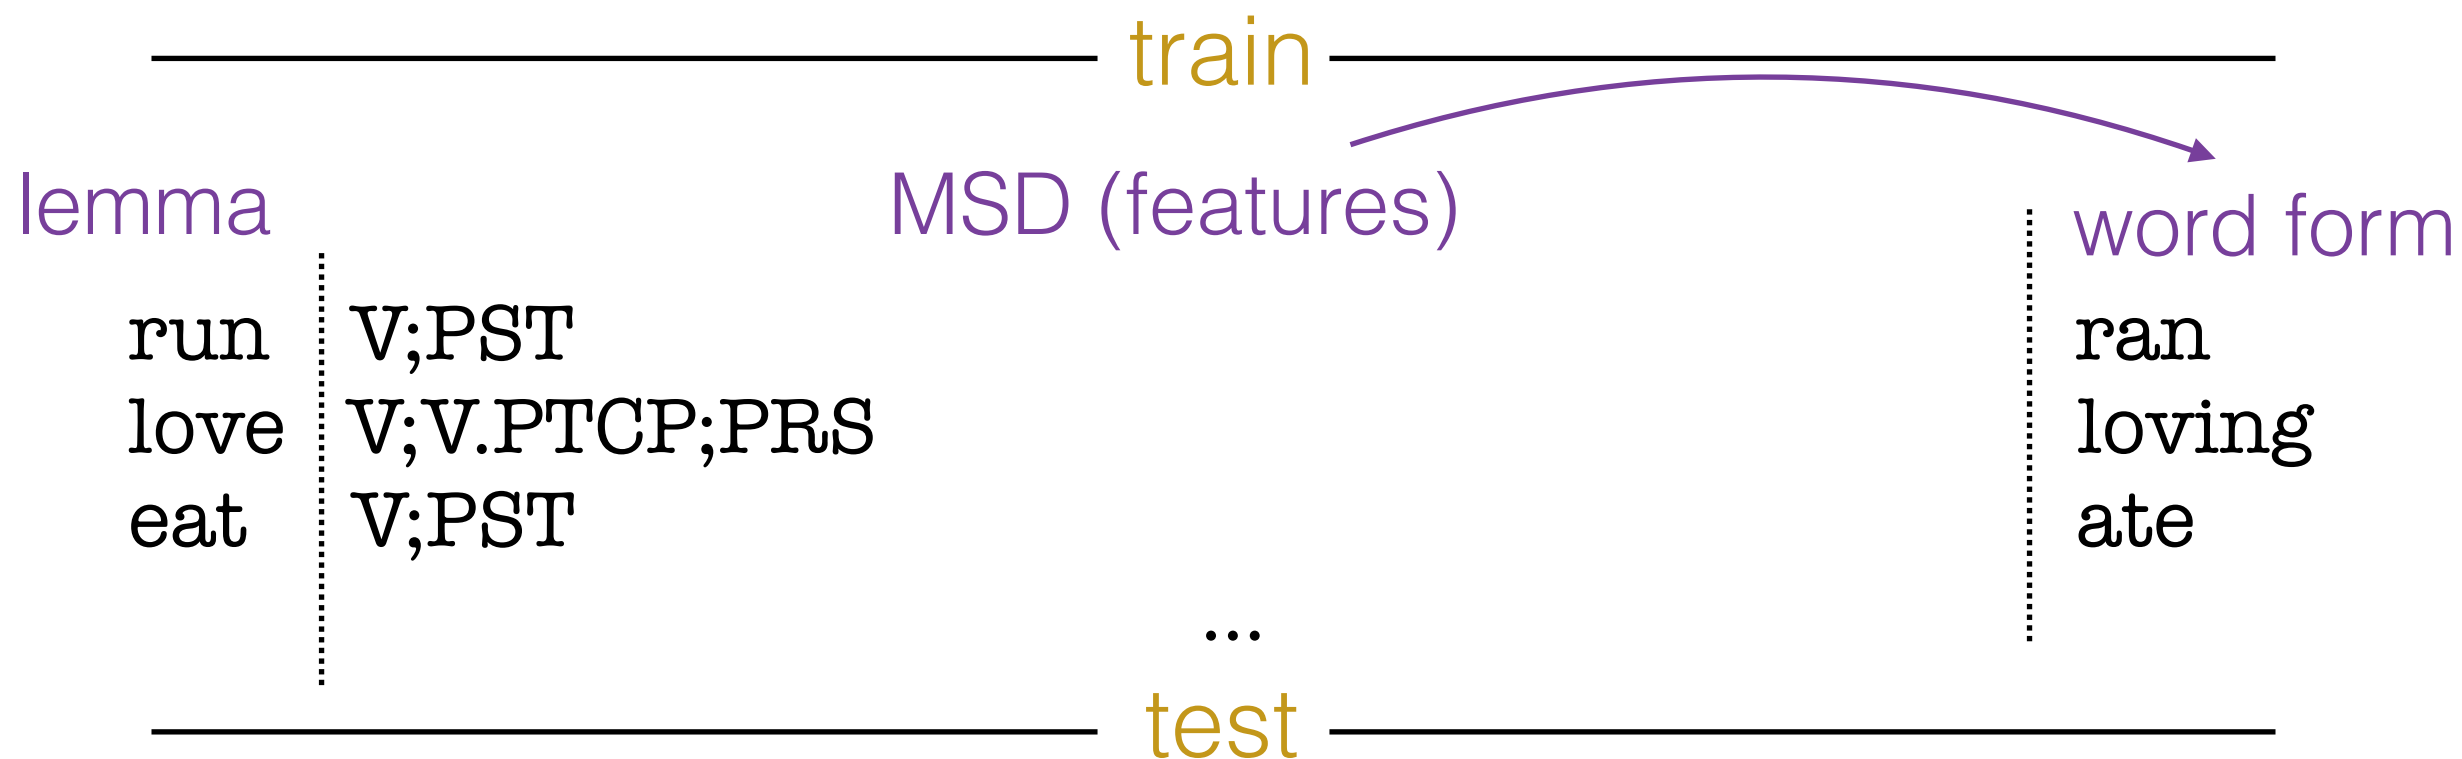 train
lemma MSD (features) word form
run V;PST ran
love V;V.PTCP;PRS loving
eat V;PST ate
...
test